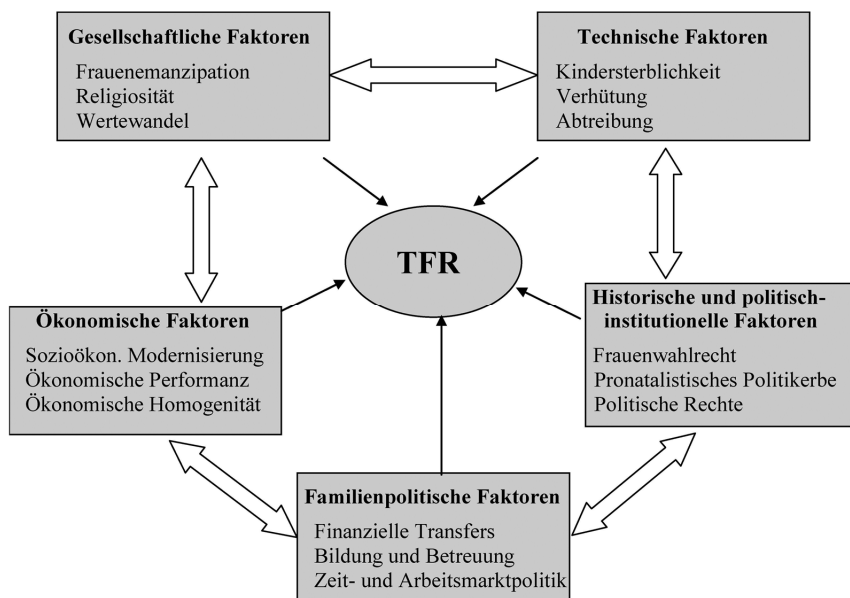 Gesellschaftliche Faktoren
Frauenemanzipation
Religiosität
Wertewandel
Technische Faktoren
Kindersterblichkeit
Verhütung
Abtreibung
TFR
Ökonomische Faktoren
Sozioökon. Modernisierung
Ökonomische Performanz
Ökonomische Homogenität
Historische und politisch-
institutionelle Faktoren
Frauenwahlrecht
Pronatalistisches Politikerbe
Politische Rechte
Familienpolitische Faktoren
Finanzielle Transfers
Bildung und Betreuung
Zeit- und Arbeitsmarktpolitik